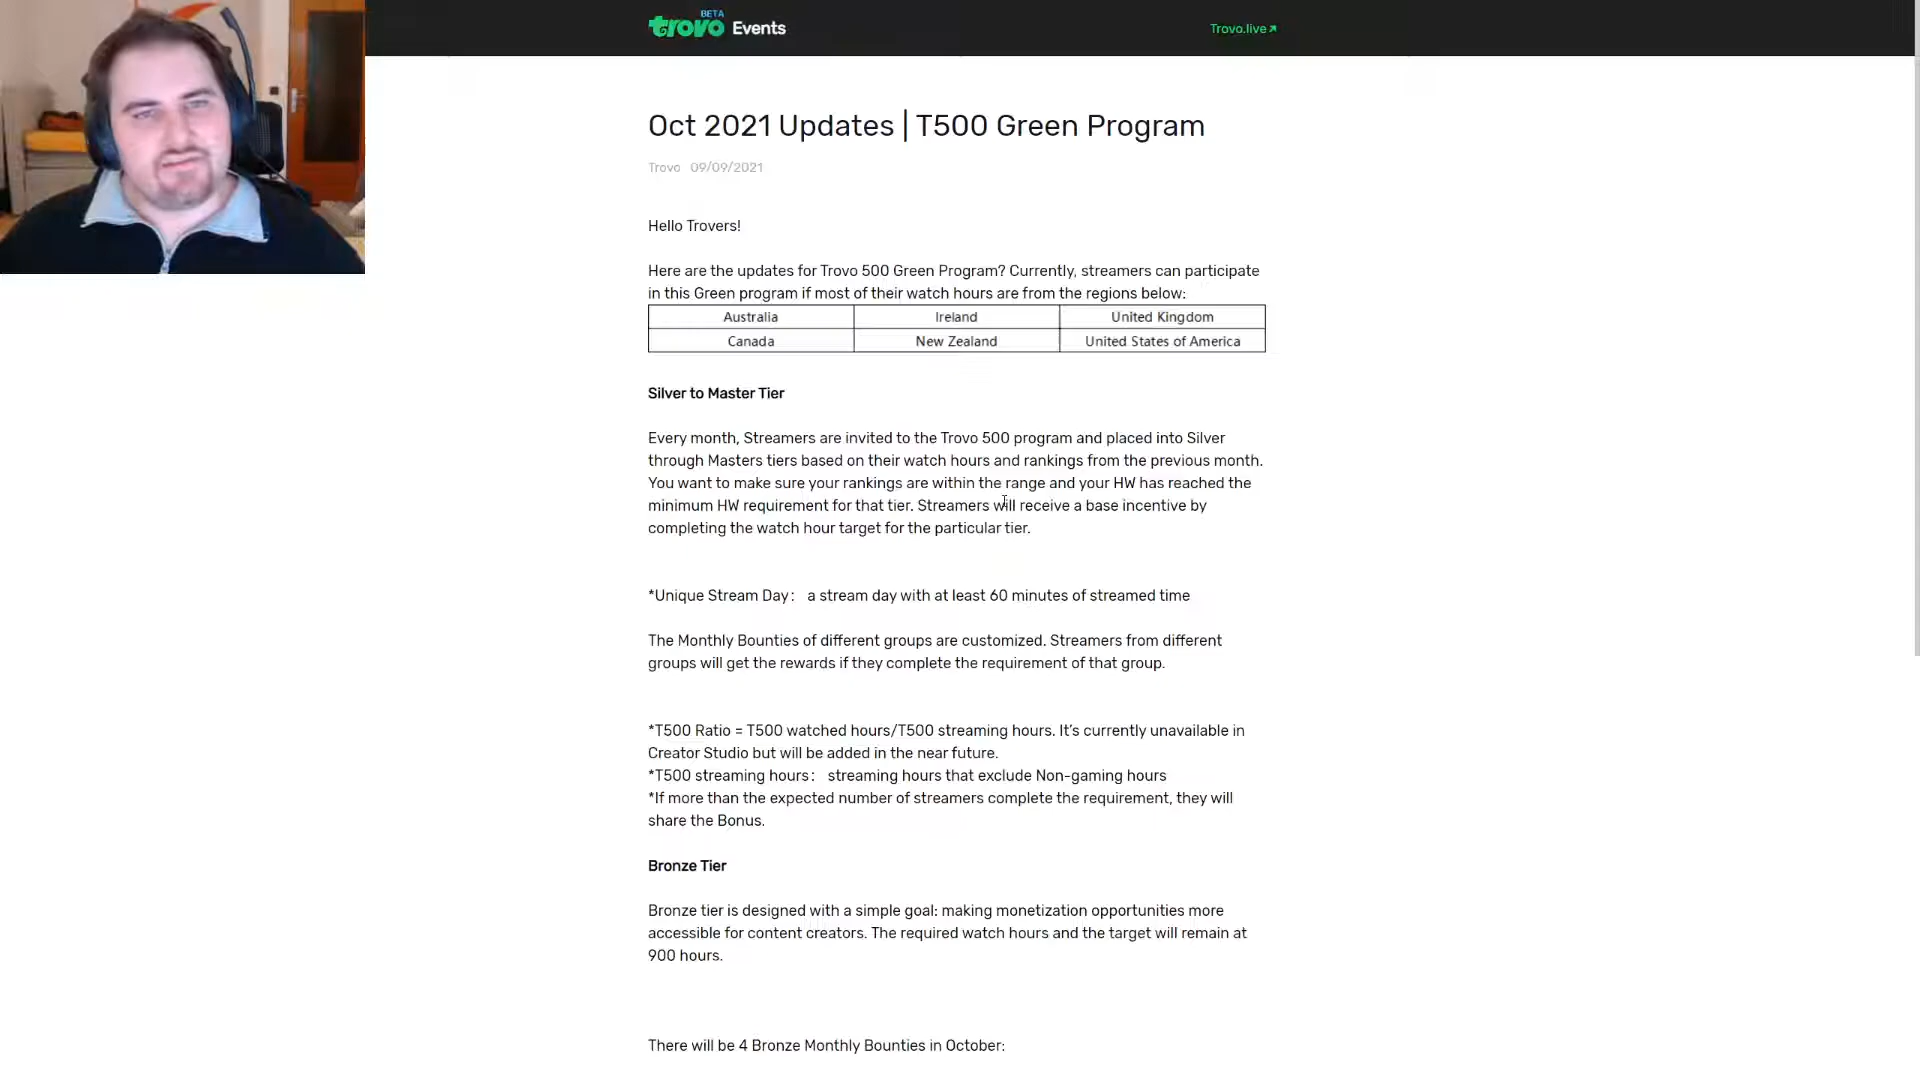 BETA
trovo Events
Trovo.live
Oct 2021 Updates | T500 Green Program
Trovo 09/09/2021
Hello Trovers!
Here are the updates for Trovo 500 Green Program? Currently, streamers can participate
in this Green program if most of their watch hours are from the regions below:
Australia Ireland United Kingdom
Canada New Zealand United States of America
Silver to Master Tier
Every month, Streamers are invited to the Trovo 500 program and placed into Silver
through Masters tiers based on their watch hours and rankings from the previous month.
You want to make sure your rankings are within the range and your HW has reached the
minimum HW requirement for that tier. Streamers will receive a base incentive by
completing the watch hour target for the particular tier.
*Unique Stream Day： a stream day with at least 60 minutes of streamed time
The Monthly Bounties of different groups are customized. Streamers from different
groups will get the rewards if they complete the requirement of that group.
*T500 Ratio = T500 watched hours/T500 streaming hours. It’s currently unavailable in
Creator Studio but will be added in the near future.
*T500 streaming hours： streaming hours that exclude Non-gaming hours
*If more than the expected number of streamers complete the requirement, they will
share the Bonus.
Bronze Tier
Bronze tier is designed with a simple goal: making monetization opportunities more
accessible for content creators. The required watch hours and the target will remain at
900 hours.
There will be 4 Bronze Monthly Bounties in October: